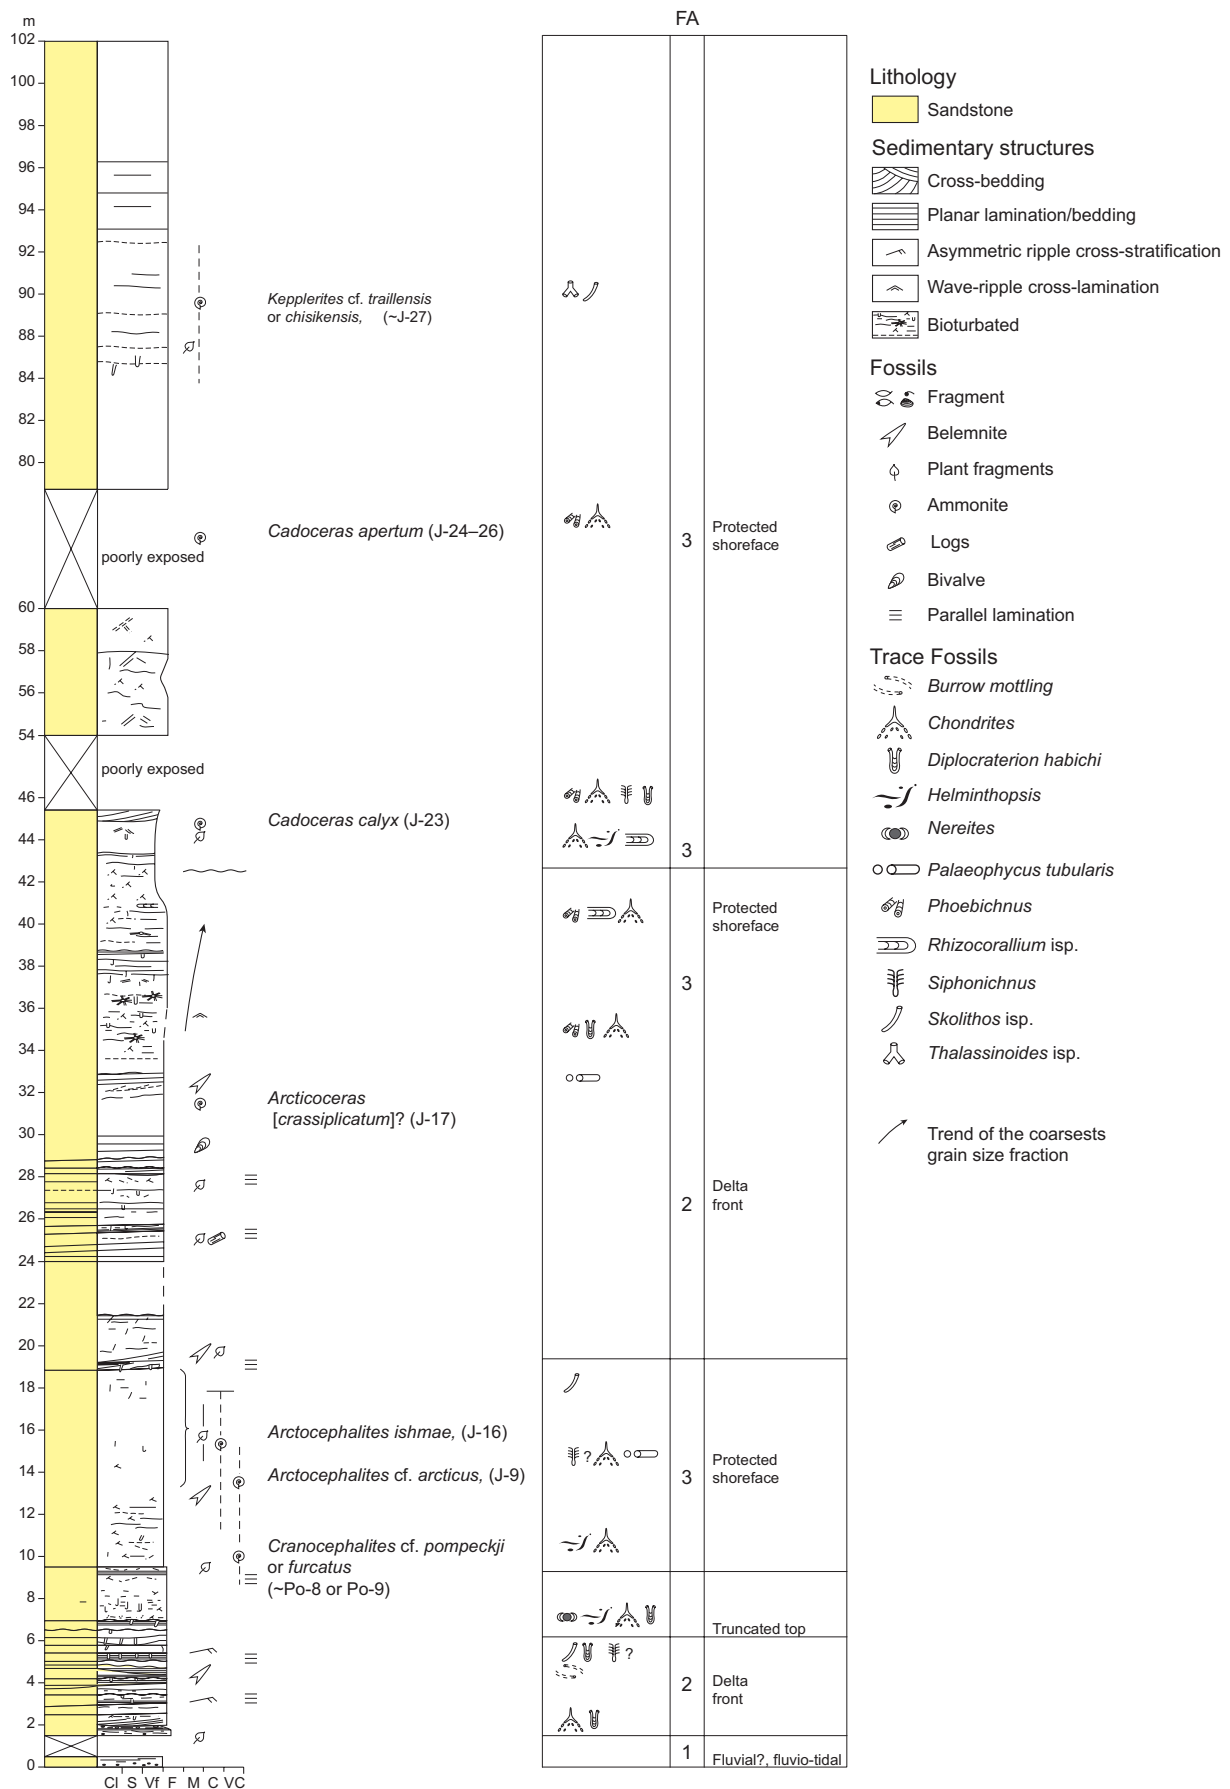 m
FA
102
100
98
96
94
92
90
88
86
84
82
80
60
58
56
54
46
44
42
40
38
36
34
32
30
28
26
24
22
20
18
16
14
12
10
8
6
4
2
0
Cl S Vf F M C VC
poorly exposed
poorly exposed
Kepplerites cf. traillensis
or chisikensis, (~J-27)
Cadoceras apertum (J-24–26)
Cadoceras calyx (J-23)
Arcticoceras
[crassiplicatum]? (J-17)
Arctocephalites ishmae, (J-16)
Arctocephalites cf. arcticus, (J-9)
Cranocephalites cf. pompeckji
or furcatus
(~Po-8 or Po-9)
3
Protected
shoreface
3
Protected
shoreface
3
2
Delta
front
?
3
Protected
shoreface
Truncated top
?
2
Delta
front
1
Fluvial?, fluvio-tidal
Lithology
Sandstone
Sedimentary structures
Cross-bedding
Planar lamination/bedding
Asymmetric ripple cross-stratification
Wave-ripple cross-lamination
Bioturbated
Fossils
Fragment
Belemnite
Plant fragments
Ammonite
Logs
Bivalve
Parallel lamination
Trace Fossils
Burrow mottling
Chondrites
Diplocraterion habichi
Helminthopsis
Nereites
Palaeophycus tubularis
Phoebichnus
Rhizocorallium isp.
Siphonichnus
Skolithos isp.
Thalassinoides isp.
Trend of the coarsests
grain size fraction